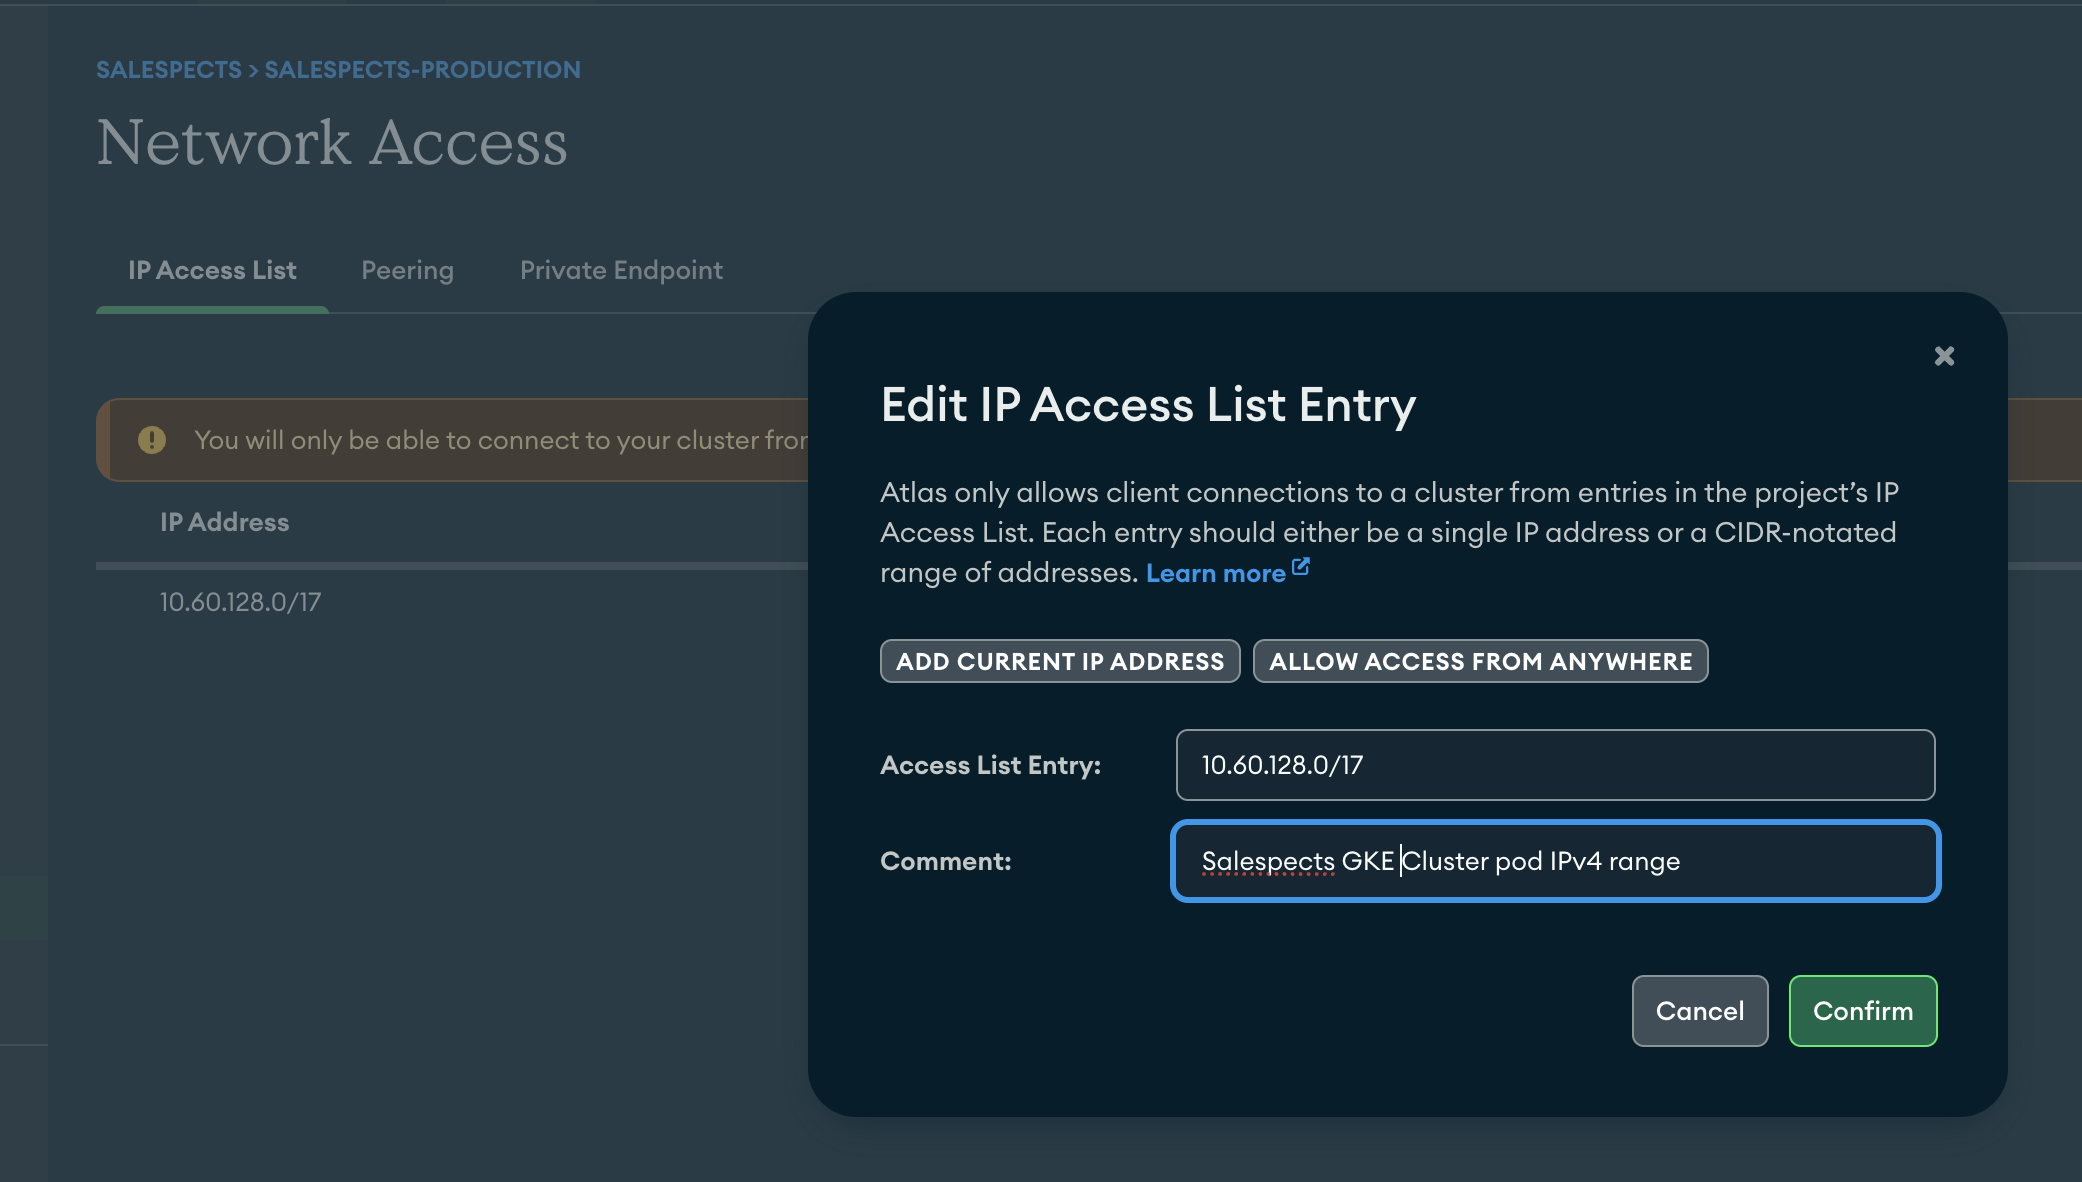 SALESPECTS > SALESPECTS-PRODUCTION
Network Access
IP Access List Peering Private Endpoint
You will only be able to connect to your cluster
IP Address
10.60.128.0/17
Edit IP Access List Entry
Atlas only allows client connections to a cluster from entries in the project’s IP
Access List. Each entry should either be a single IP address or a CIDR-notated
range of addresses. Learn more
ADD CURRENT IP ADDRESS ALLOW ACCESS FROM ANYWHERE
Access List Entry: 10.60.128.0/17
Comment: Salespects GKE Cluster pod IPv4 range
Cancel Confirm